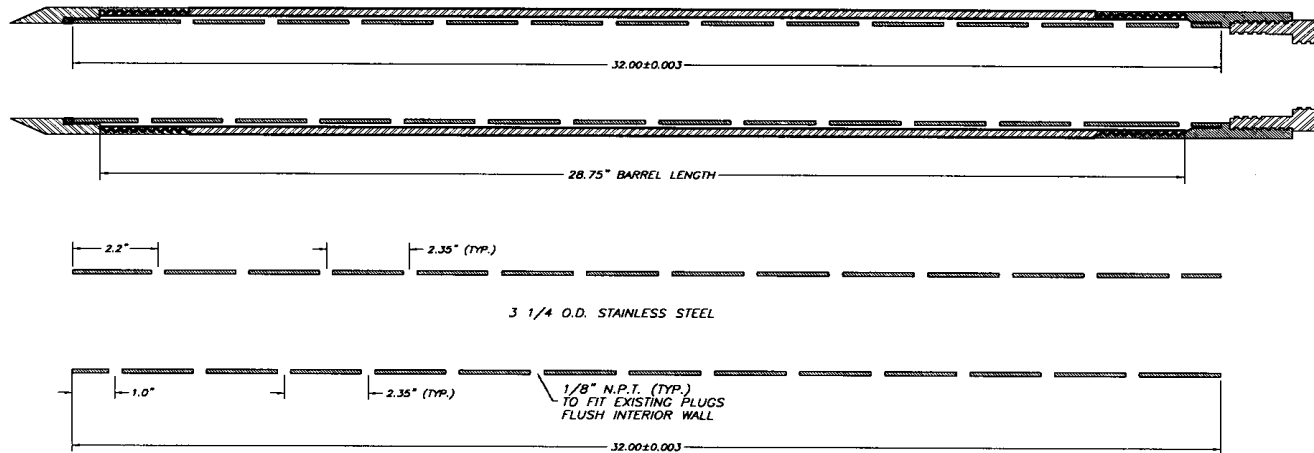 32.00±0.003
28.75" BARREL LENGTH
2.2"
2.35" (TYP.)
3 1/4 O.D. STAINLESS STEEL
1.0"
2.35" (TYP.)
1/8" N.P.T. (TYP.)
TO FIT EXISTING PLUGS
FLUSH INTERIOR WALL
32.00±0.003